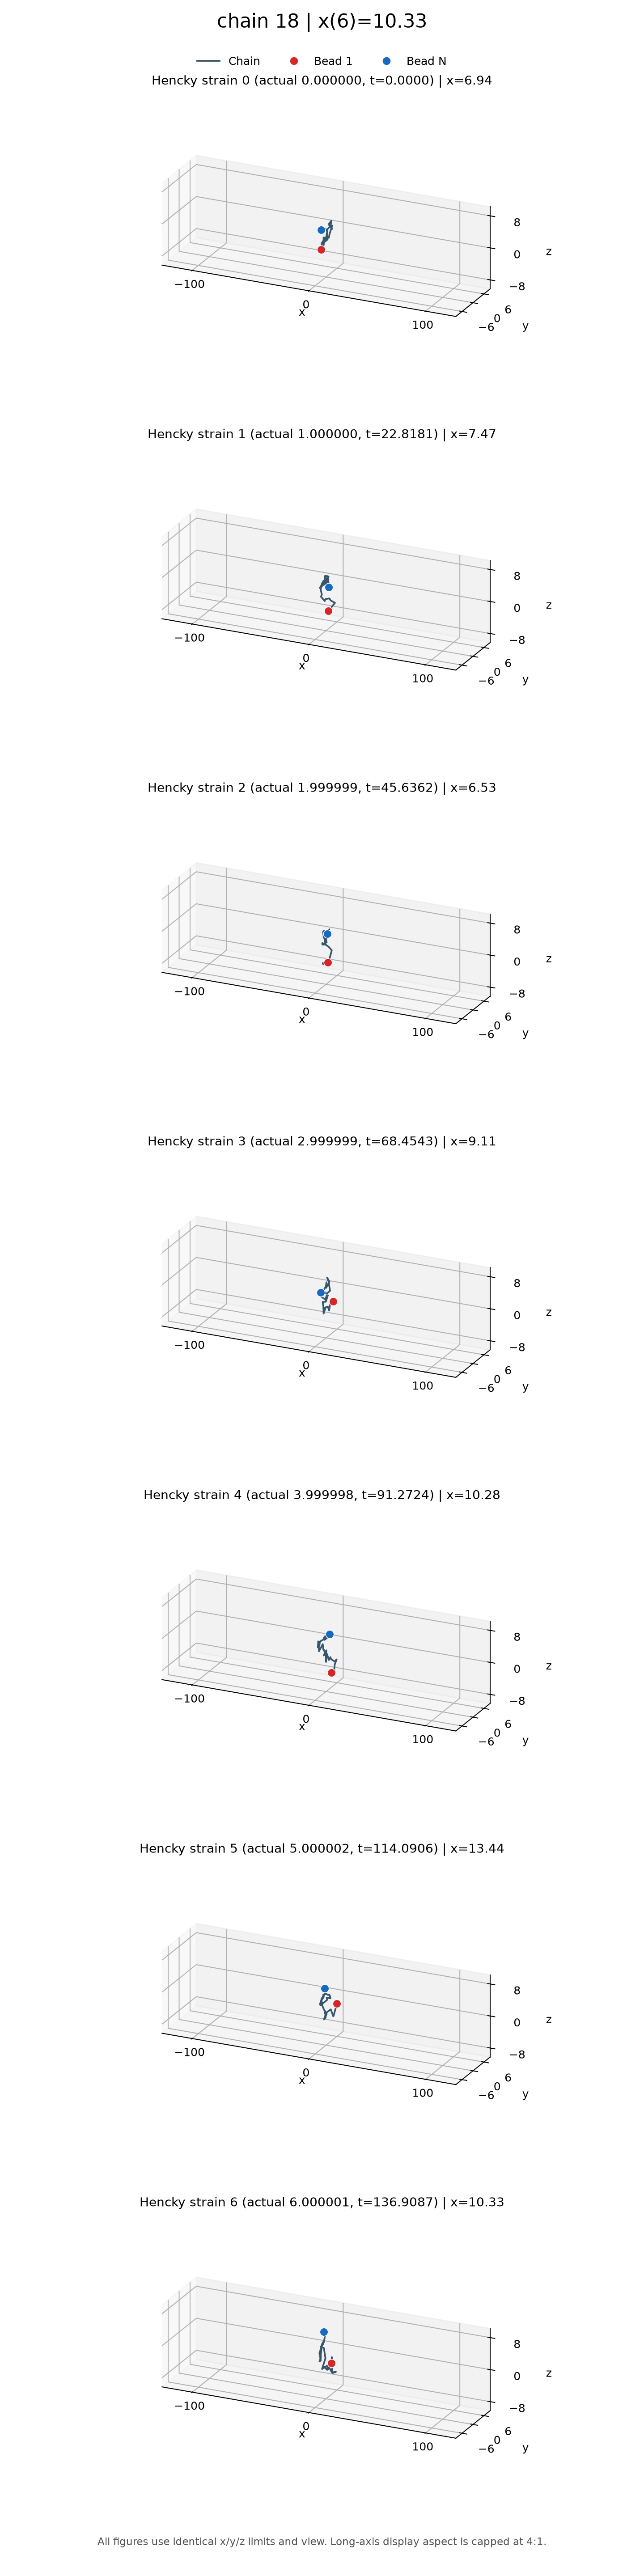 chain 18 | x(6)=10.33
Chain Bead 1 Bead N
Hencky strain 0 (actual 0.000000, t=0.0000) | x=6.94
8
0
−8
z
−100
0
100
x
−6
0
6
y
Hencky strain 1 (actual 1.000000, t=22.8181) | x=7.47
8
0
−8
z
−100
0
100
x
−6
0
6
y
Hencky strain 2 (actual 1.999999, t=45.6362) | x=6.53
8
0
−8
z
−100
0
100
x
−6
0
6
y
Hencky strain 3 (actual 2.999999, t=68.4543) | x=9.11
8
0
−8
z
−100
0
100
x
−6
0
6
y
Hencky strain 4 (actual 3.999998, t=91.2724) | x=10.28
8
0
−8
z
−100
0
100
x
−6
0
6
y
Hencky strain 5 (actual 5.000002, t=114.0906) | x=13.44
8
0
−8
z
−100
0
100
x
−6
0
6
y
Hencky strain 6 (actual 6.000001, t=136.9087) | x=10.33
8
0
−8
z
−100
0
100
x
−6
0
6
y
All figures use identical x/y/z limits and view. Long-axis display aspect is capped at 4:1.